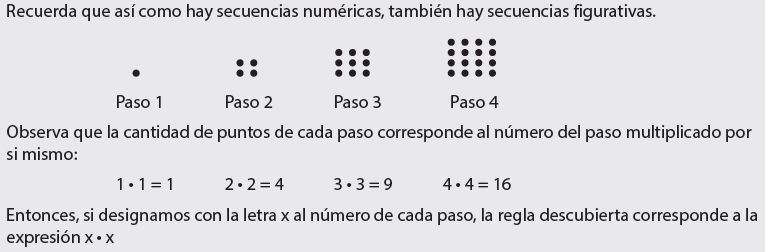 Recuerda que así como hay secuencias numéricas, también hay secuencias figurativas.
Paso 1 Paso 2 Paso 3 Paso 4
Observa que la cantidad de puntos de cada paso corresponde al número del paso multiplicado por
si mismo:
1 • 1 = 1 2 • 2 = 4 3 • 3 = 9 4 • 4 = 16
Entonces, si designamos con la letra x al número de cada paso, la regla descubierta corresponde a la
expresión x • x